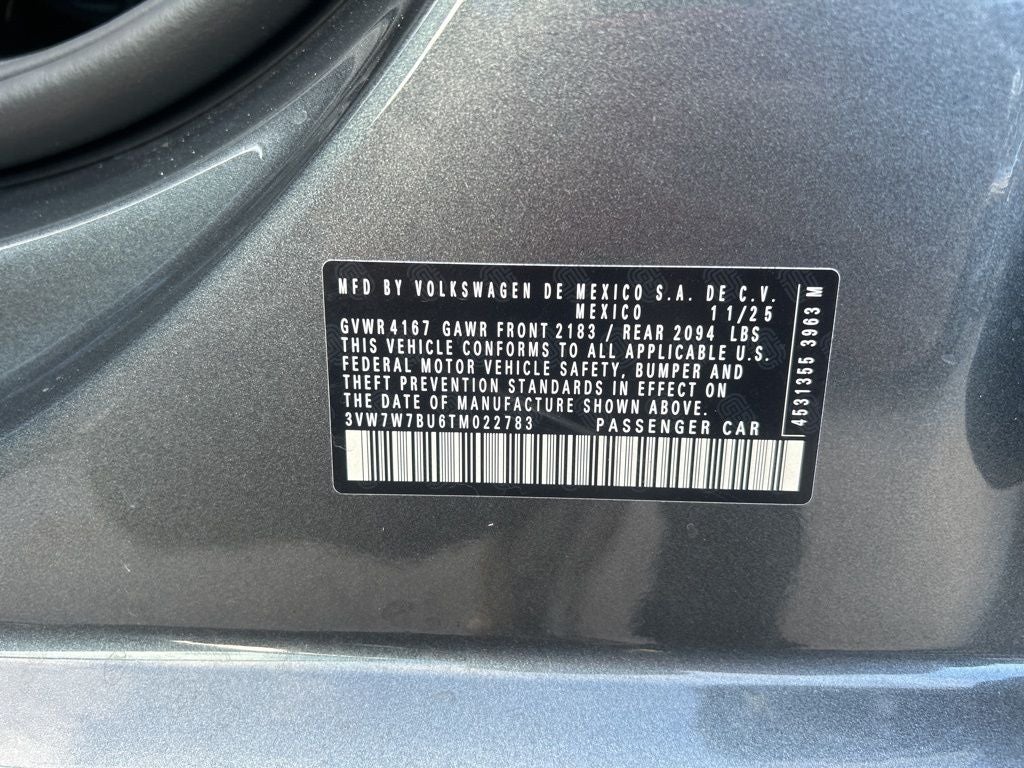 MFD BY VOLKSWAGEN DE MEXICO S.A. DE C.V.
MEXICO 11/25
GVWR 4167 GAWR FRONT 2183 / REAR 2094 LBS
THIS VEHICLE CONFORMS TO ALL APPLICABLE U.S.
FEDERAL MOTOR VEHICLE SAFETY, BUMPER AND
THEFT PREVENTION STANDARDS IN EFFECT ON
THE DATE OF MANUFACTURE SHOWN ABOVE.
3VW7W7BU6TM022783 PASSENGER CAR
4531355 3963 M